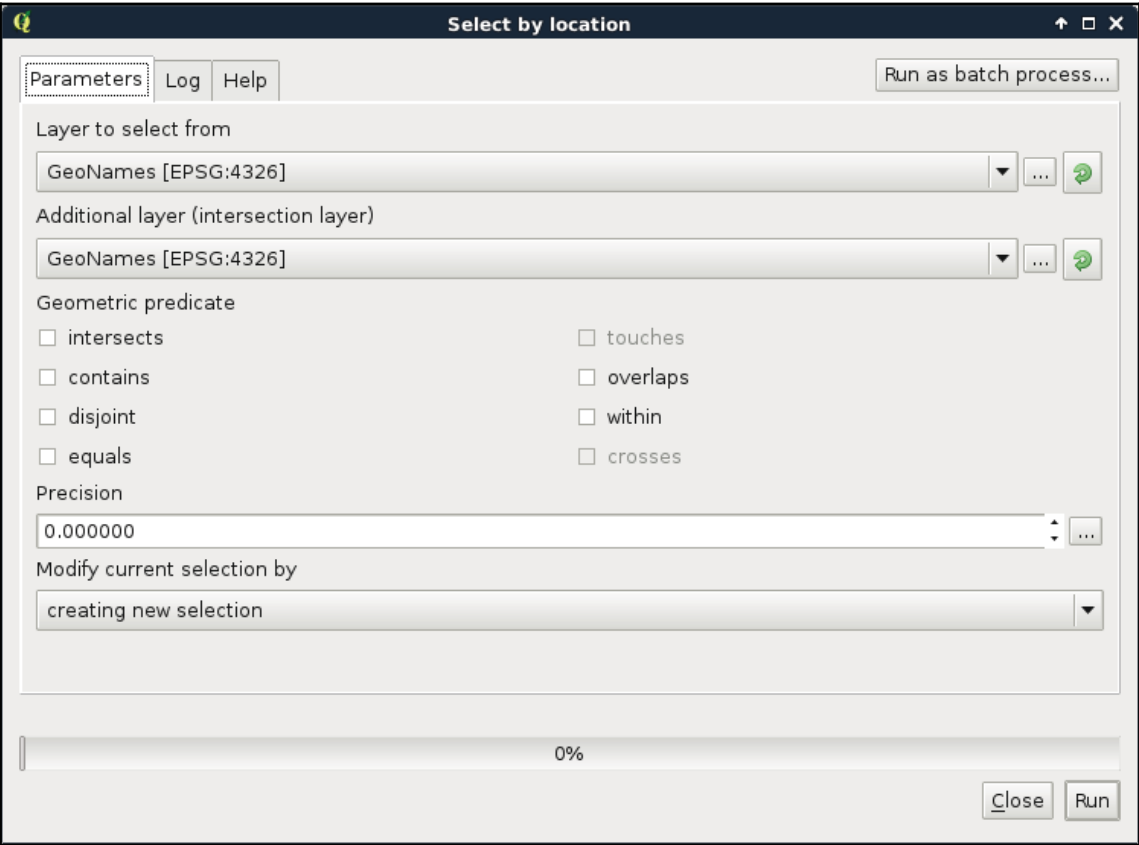 Select by location
Parameters Log Help Run as batch process...
Layer to select from
GeoNames [EPSG:4326] ...
Additional layer (intersection layer)
GeoNames [EPSG:4326] ...
Geometric predicate
intersects touches
contains overlaps
disjoint within
equals crosses
Precision
0.000000 ...
Modify current selection by
creating new selection
0%
Close Run